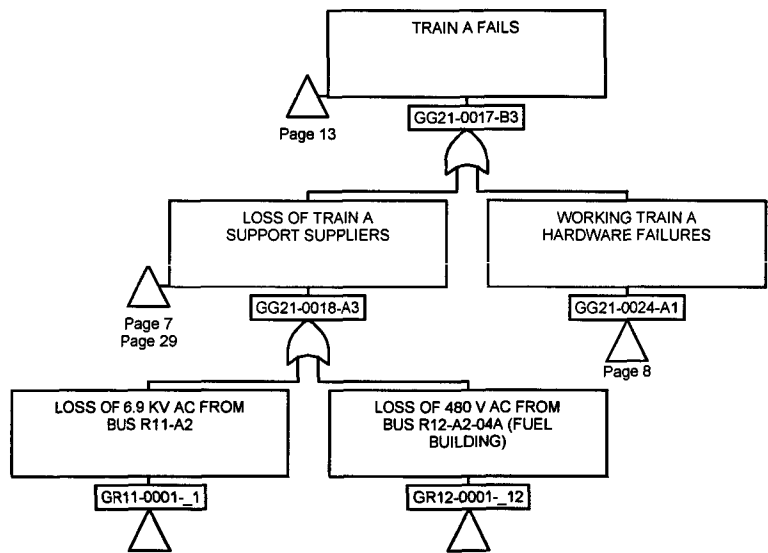 TRAIN A FAILS
Page 13
GG21-0017-B3
LOSS OF TRAIN A
SUPPORT SUPPLIERS
WORKING TRAIN A
HARDWARE FAILURES
Page 7
Page 29
GG21-0018-A3
GG21-0024-A1
Page 8
LOSS OF 6.9 KV AC FROM
BUS R11-A2
LOSS OF 480 V AC FROM
BUS R12-A2-04A (FUEL
BUILDING)
GR11-0001-_1
GR12-0001-_12